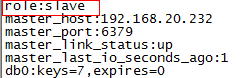 role:slave
master_host:192.168.20.232
master_port:6379
master_link_status:up
master_last_io_seconds_ago:1
db0:keys=7,expires=0